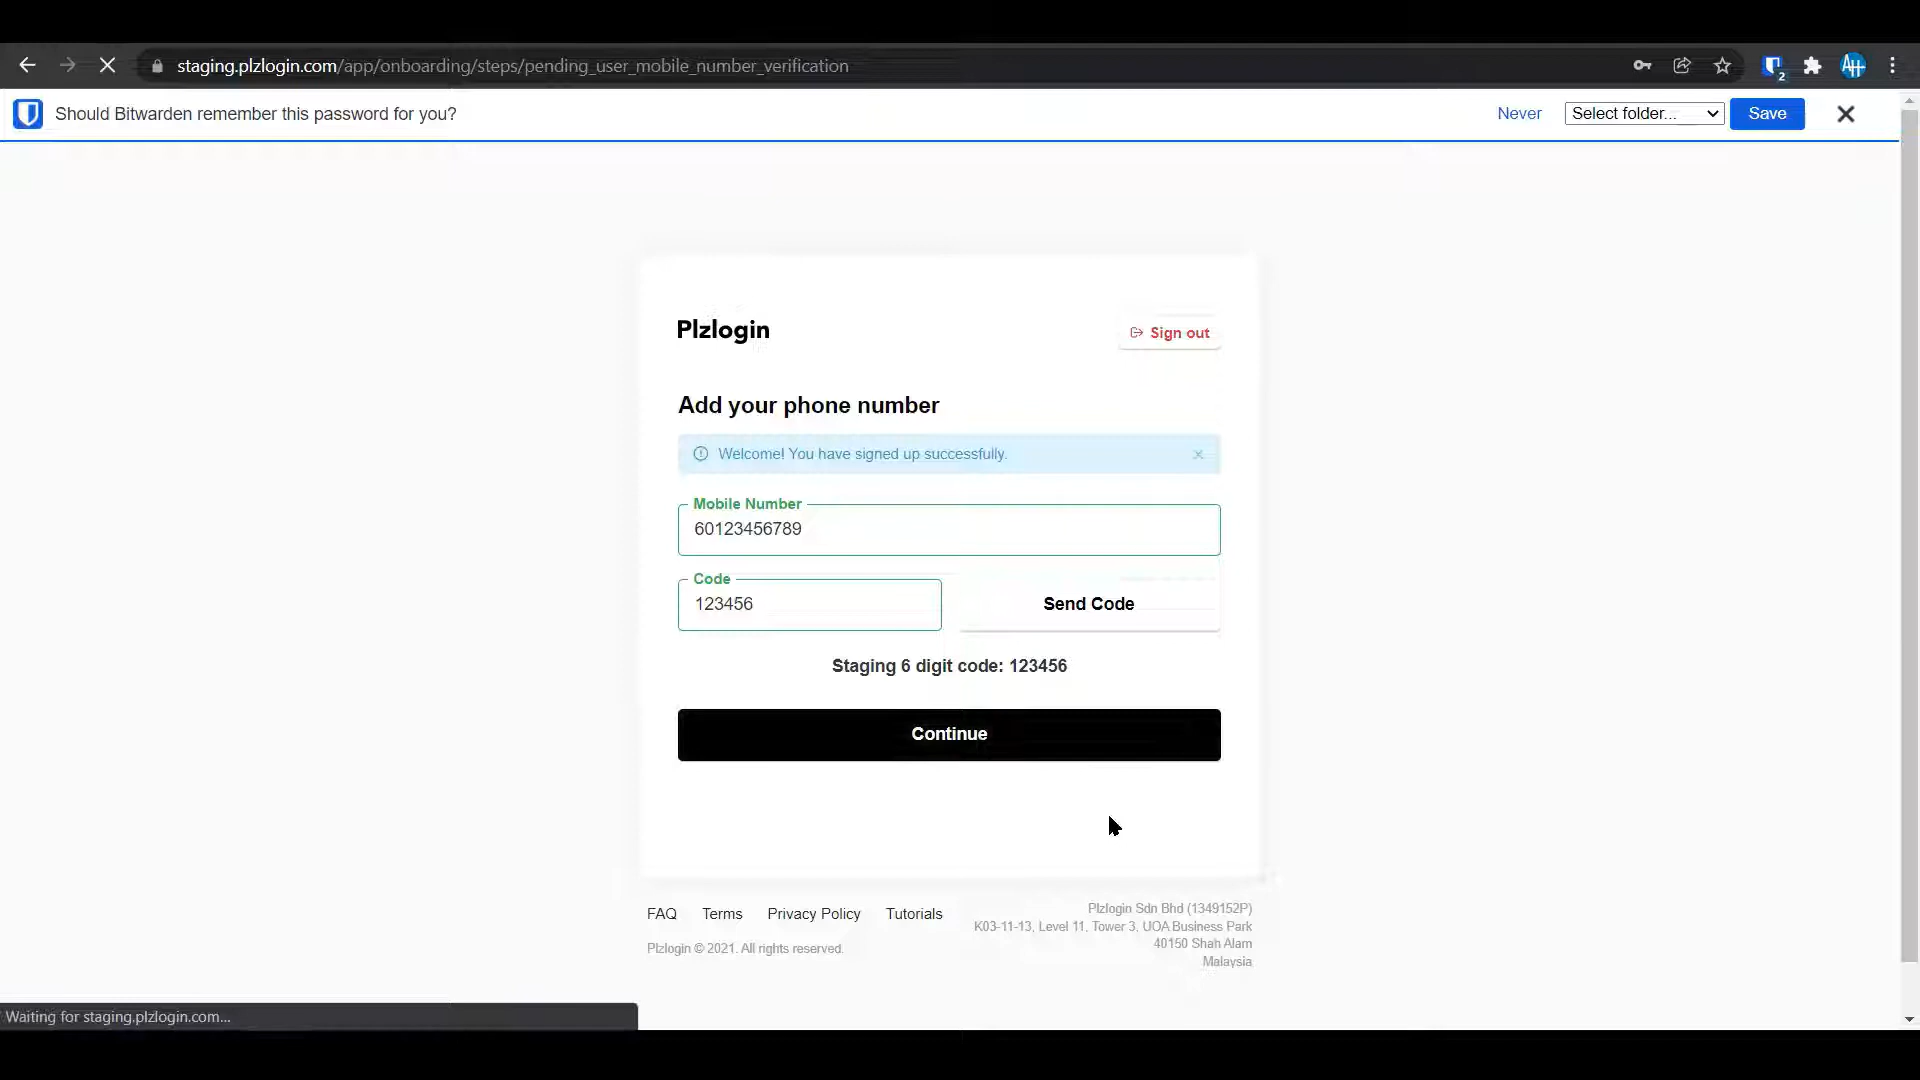 staging.plzlogin.com/app/onboarding/steps/pending_user_mobile_number_verification
2
AH
Should Bitwarden remember this password for you?
Never
Select folder...
Save
Plzlogin
Sign out
Add your phone number
Welcome! You have signed up successfully.
Mobile Number
60123456789
Code
123456
Send Code
Staging 6 digit code: 123456
Continue
FAQ
Terms
Privacy Policy
Tutorials
Plzlogin © 2021. All rights reserved.
Plzlogin Sdn Bhd (1349152P)
K03-11-13, Level 11, Tower 3, UOA Business Park
40150 Shah Alam
Malaysia
Waiting for staging.plzlogin.com...